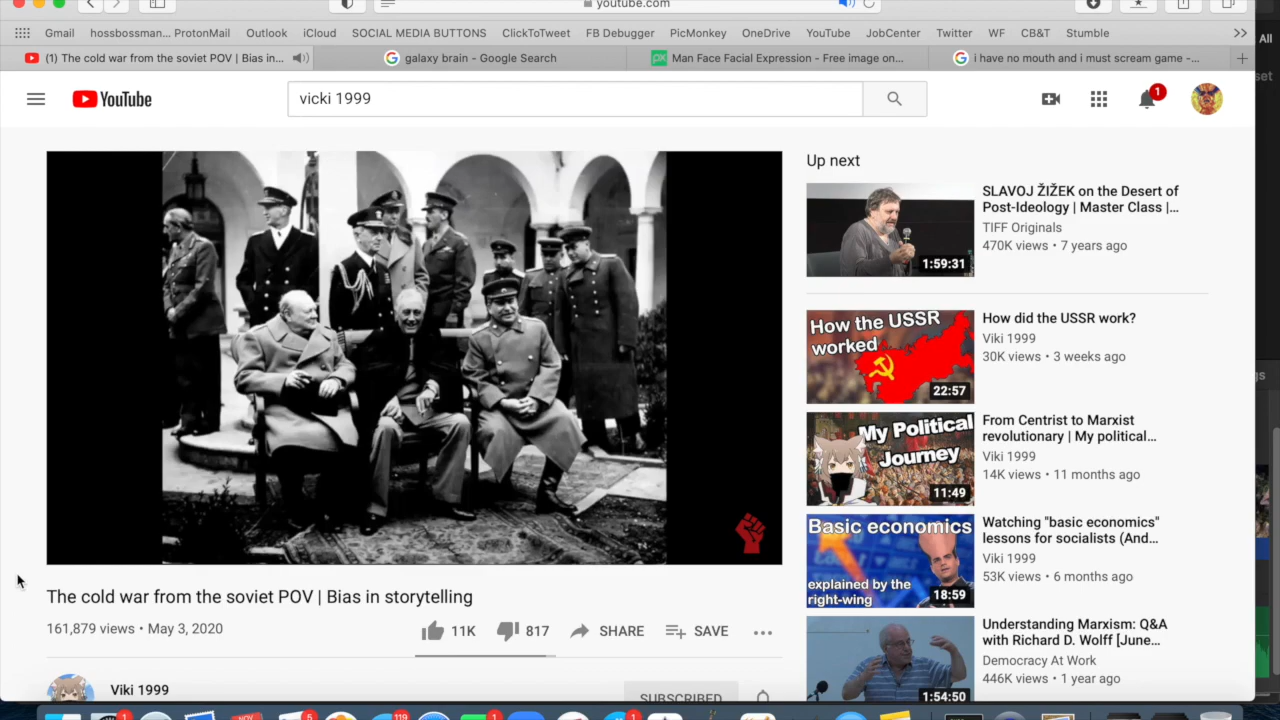 youtube.com
Gmail hossbossman... ProtonMail Outlook iCloud SOCIAL MEDIA BUTTONS ClickToTweet FB Debugger PicMonkey OneDrive YouTube JobCenter Twitter WF CB&T Stumble
All
(1) The cold war from the soviet POV | Bias in... galaxy brain - Google Search Man Face Facial Expression - Free image on... i have no mouth and i must scream game -...
set
YouTube
vicki 1999
1
Up next
SLAVOJ ŽIŽEK on the Desert of
Post-Ideology | Master Class |...
TIFF Originals
470K views • 7 years ago
1:59:31
How the USSR
worked
22:57
How did the USSR work?
Viki 1999
30K views • 3 weeks ago
gs
My Political
Journey
11:49
From Centrist to Marxist
revolutionary | My political...
Viki 1999
14K views • 11 months ago
Basic economics
explained by the
right-wing
18:59
Watching "basic economics"
lessons for socialists (And...
Viki 1999
53K views • 6 months ago
Understanding Marxism: Q&A
with Richard D. Wolff [June...
Democracy At Work
446K views • 1 year ago
1:54:50
The cold war from the soviet POV | Bias in storytelling
161,879 views • May 3, 2020
11K 817 SHARE SAVE
Viki 1999
SUBSCRIBED
1 NOV 5 119 1 1